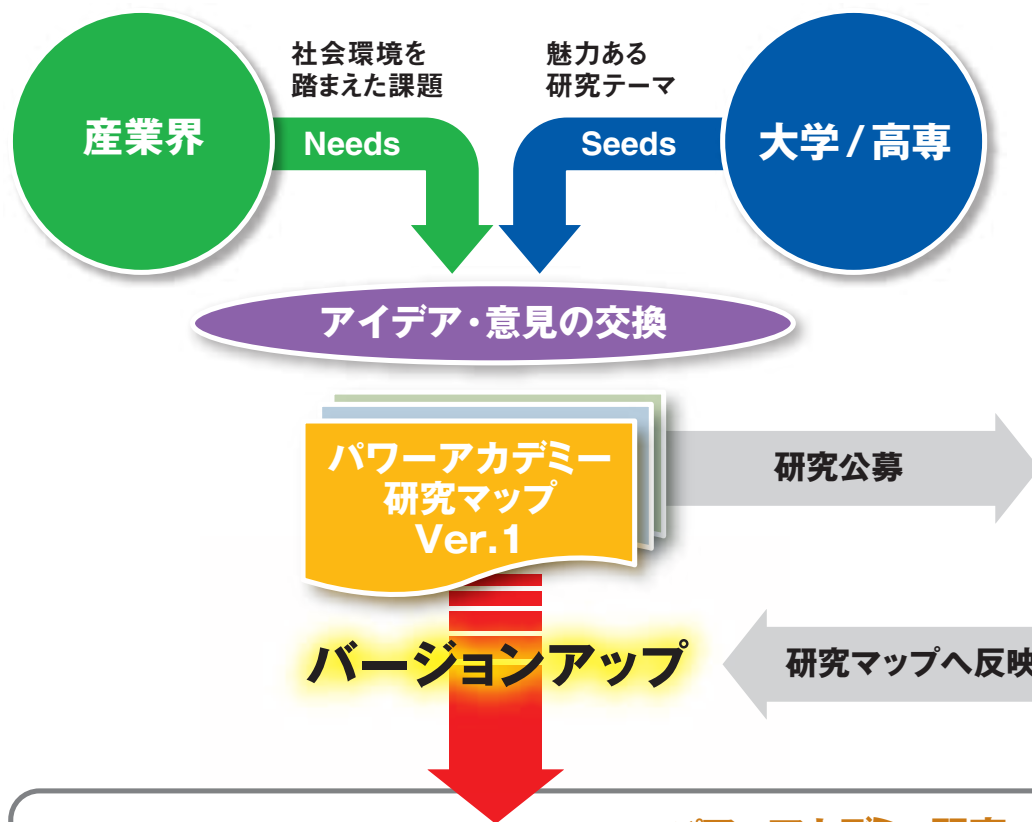 社会環境を
踏まえた課題
魅力ある
研究テーマ
産業界
Needs
Seeds
大学/高専
アイデア・意見の交換
パワーアカデミー
研究マップ
Ver.1
研究公募
バージョンアップ
研究マップへ反映